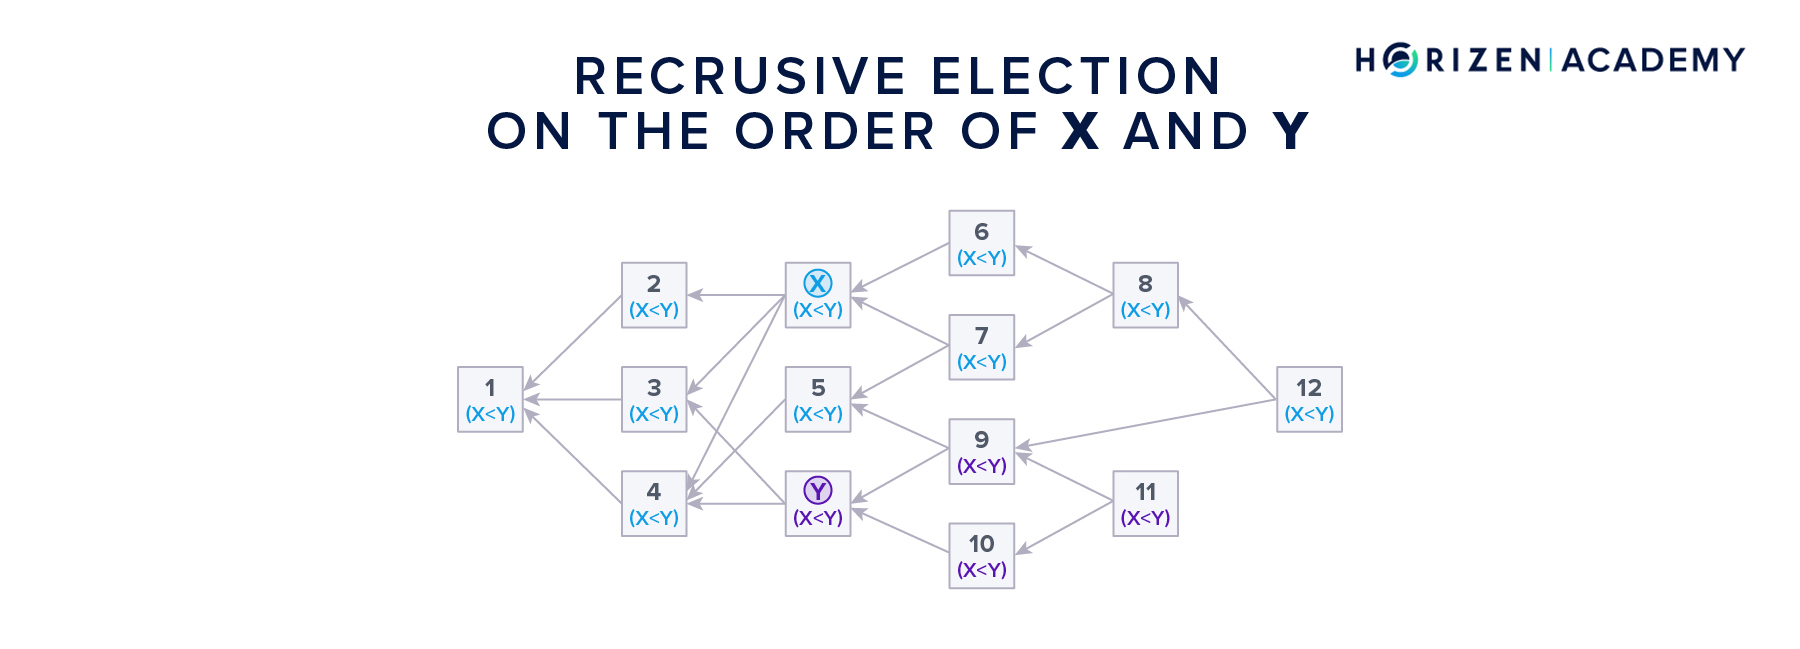 RECRUSIVE ELECTION
ON THE ORDER OF X AND Y
HORIZEN | ACADEMY
6
(X<Y)
2
(X<Y)
X
(X<Y)
8
(X<Y)
7
(X<Y)
1
(X<Y)
3
(X<Y)
5
(X<Y)
12
(X<Y)
9
(X<Y)
4
(X<Y)
Y
(X<Y)
11
(X<Y)
10
(X<Y)